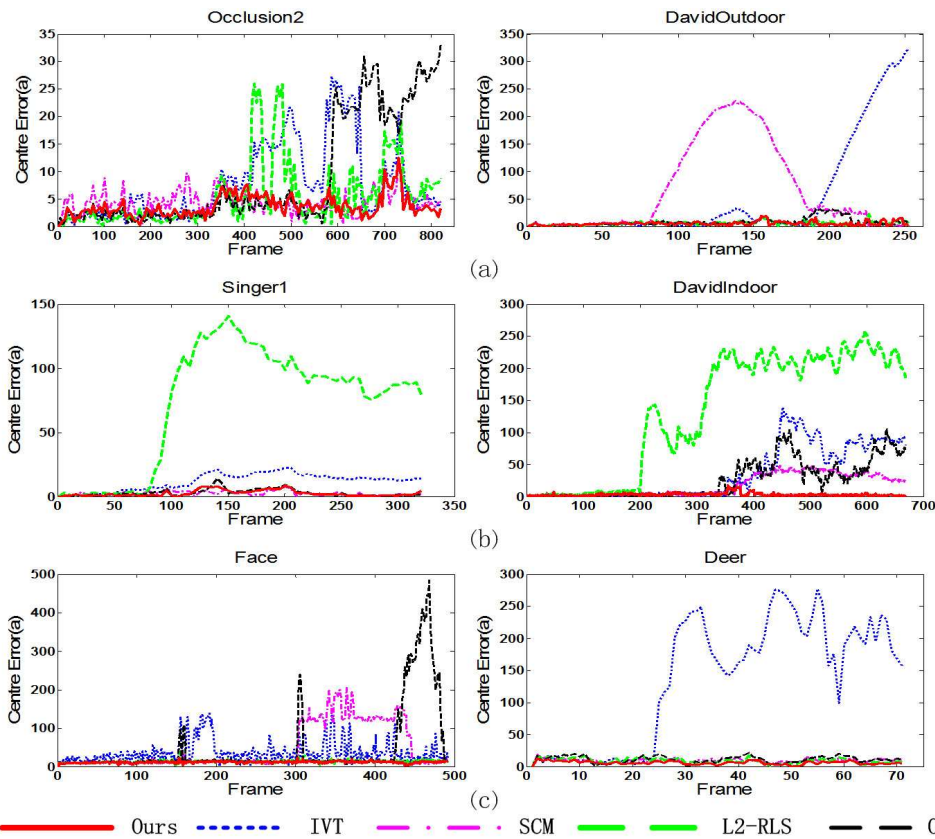 Occlusion2
DavidOutdoor
Centre Error(a)
35
30
25
20
15
10
5
0
0 100 200 300 400 500 600 700 800
Frame
Centre Error(a)
350
300
250
200
150
100
50
0
50 100 150 200 250
Frame
(a)
Singer1
DavidIndoor
Centre Error(a)
150
100
50
0
0 50 100 150 200 250 300 350
Frame
Centre Error(a)
300
250
200
150
100
50
0
0 100 200 300 400 500 600 700
Frame
(b)
Face
Deer
Centre Error(a)
500
400
300
200
100
0
0 100 200 300 400 500
Frame
Centre Error(a)
300
250
200
150
100
50
0
0 10 20 30 40 50 60 70
Frame
(c)
Ours IVT SCM L2-RLS